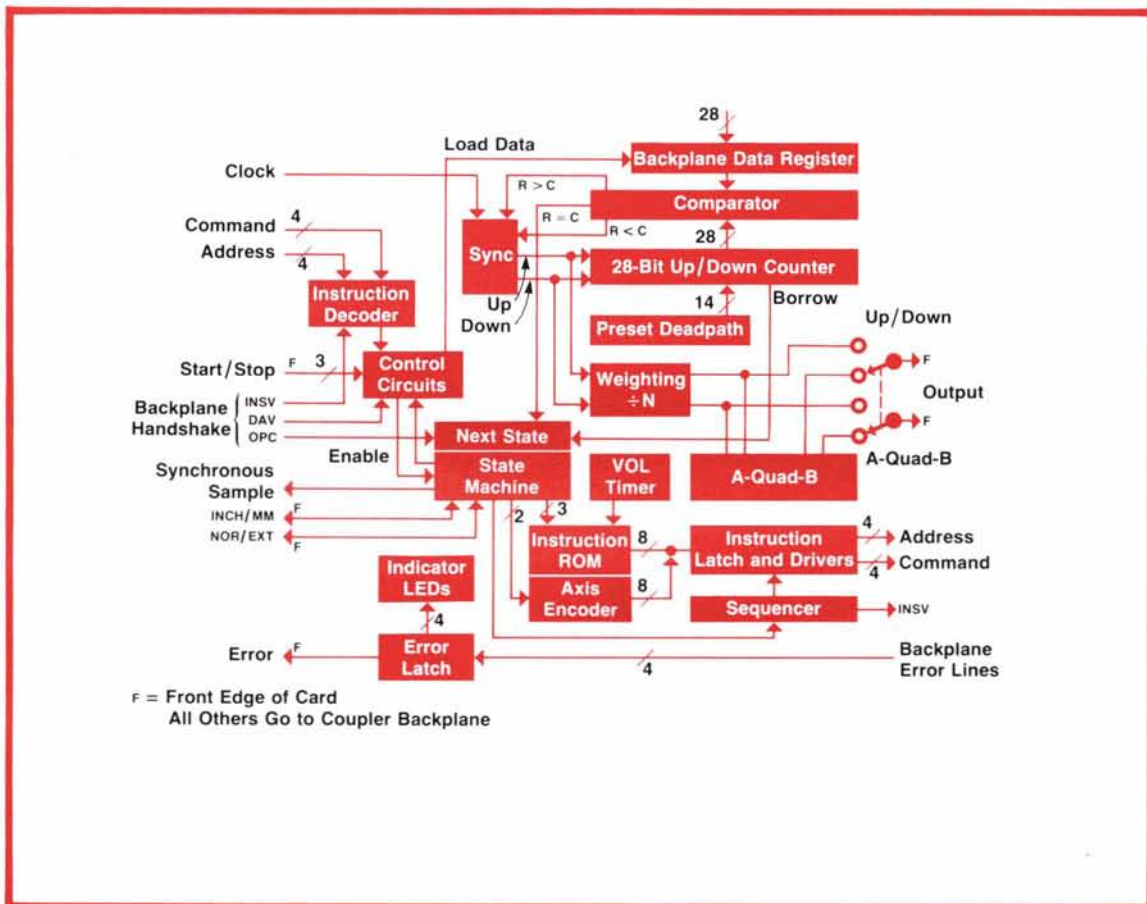 28
Load Data
Backplane Data Register
Clock
R > C
Comparator
Command
4
R = C
R < C
Address
4
28
Sync
28-Bit Up/Down Counter
Instruction
Decoder
Up
Down
14
Borrow
Preset Deadpath
Up/Down
Start/Stop
F
3
Control
Circuits
Weighting
÷N
F
Output
Backplane
Handshake
INSV
DAV
OPC
Next State
F
Enable
A-Quad-B
Synchronous
Sample
State
Machine
VOL
Timer
A-Quad-B
INCH/MM
F
2
3
NOR/EXT
F
Instruction
ROM
8
Instruction
Latch and Drivers
4
Address
4
Command
Indicator
LEDs
Axis
Encoder
8
Sequencer
INSV
4
Error
F
Error
Latch
4
Backplane
Error Lines
F = Front Edge of Card
All Others Go to Coupler Backplane